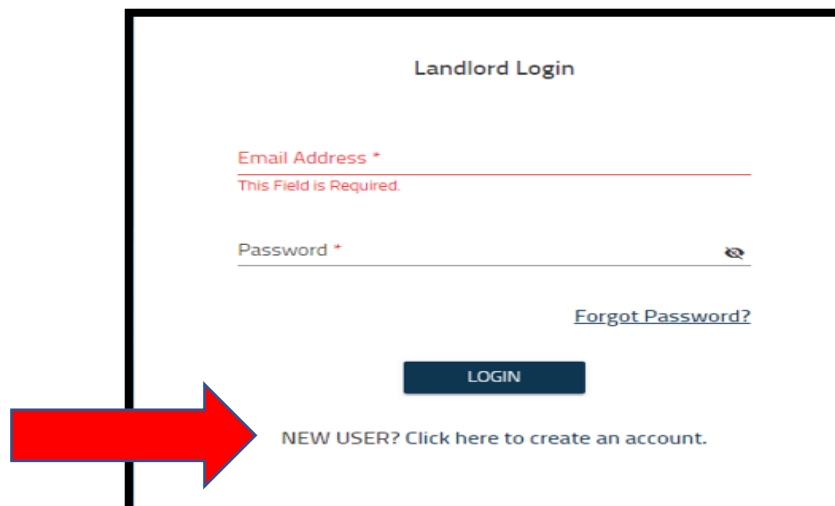 Landlord Login
Email Address *
This Field is Required.
Password *
Forgot Password?
LOGIN
NEW USER? Click here to create an account.